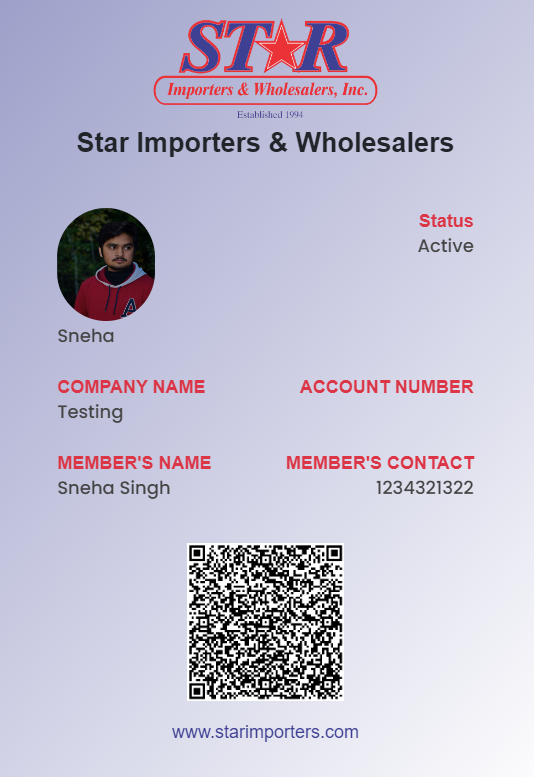 STAR
Importers & Wholesalers, Inc.
Established 1994
Star Importers & Wholesalers
Status
Active
A
Sneha
COMPANY NAME
Testing
ACCOUNT NUMBER
MEMBER'S NAME
Sneha Singh
MEMBER'S CONTACT
1234321322
www.starimporters.com